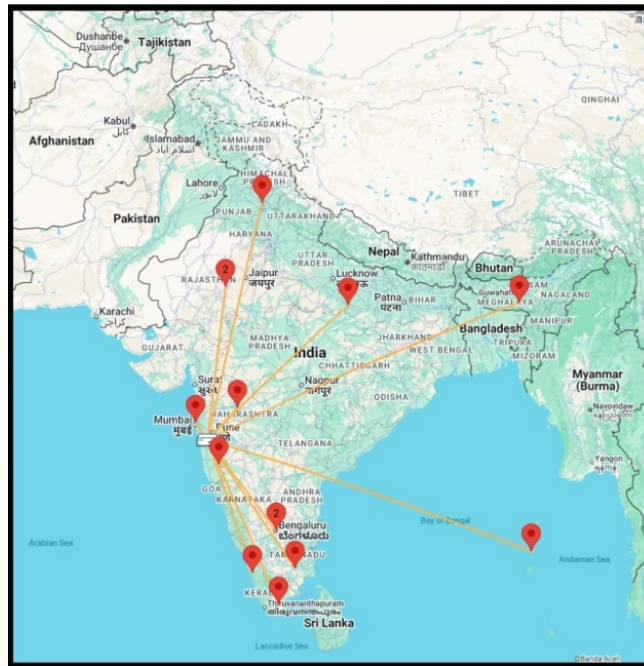 Dushanbe
Душанбе
Tajikistan
QINGHAI
Kabul
کابل
Afghanistan
Islamabad
اسلام آباد
LADAKH
JAMMU AND
KASHMIR
HIMACHAL
PRADESH
Lahore
لاہور
PUNJAB
UTTARAKHAND
TIBET
Pakistan
HARYANA
Nepal
Kathmandu
काठमाडौं
Bhutan
ARUNACHAL
PRADESH
2
RAJASTHAN
Jaipur
जयपुर
UTTAR
PRADESH
Lucknow
Patna
पटना
BIHAR
Guwahati
MEGHALAYA
NAGALAND
MANIPUR
Karachi
کراچی
Bangladesh
TRIPURA
MIZORAM
GUJARAT
MADHYA
PRADESH
India
JHARKHAND
WEST BENGAL
CHHATTISGARH
Surat
Nagpur
नागपूर
ODISHA
Myanmar
(Burma)
Naypyidaw
Mumbai
मुंबई
MAHARASHTRA
Pune
TELANGANA
Yangon
GOA
KARNATAKA
ANDHRA
PRADESH
2
Bengaluru
ಬೆಂಗಳೂರು
Arabian Sea
Bay of Bengal
Andaman Sea
TAMIL NADU
KERALA
Thiruvananthapuram
തിരുവനന്തപുരം
Sri Lanka
Laccadive Sea
Banda Aceh